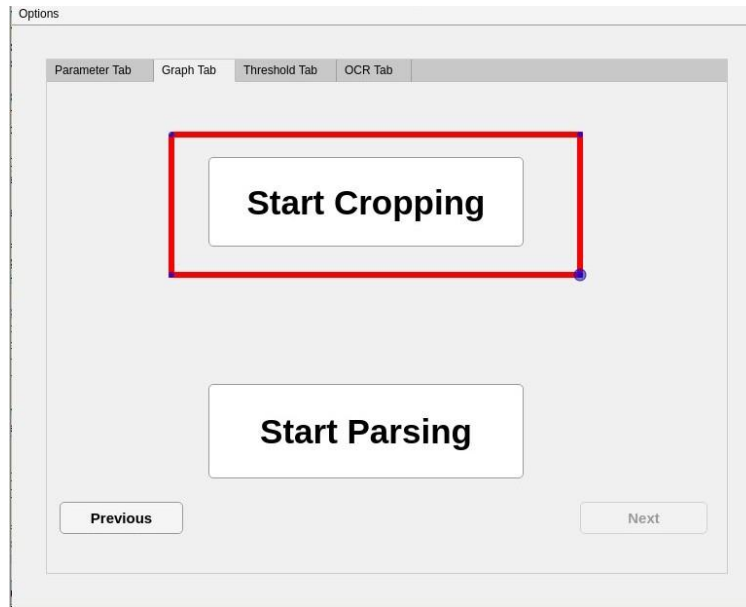 Options
Parameter Tab Graph Tab Threshold Tab OCR Tab
Start Cropping
Start Parsing
Previous Next